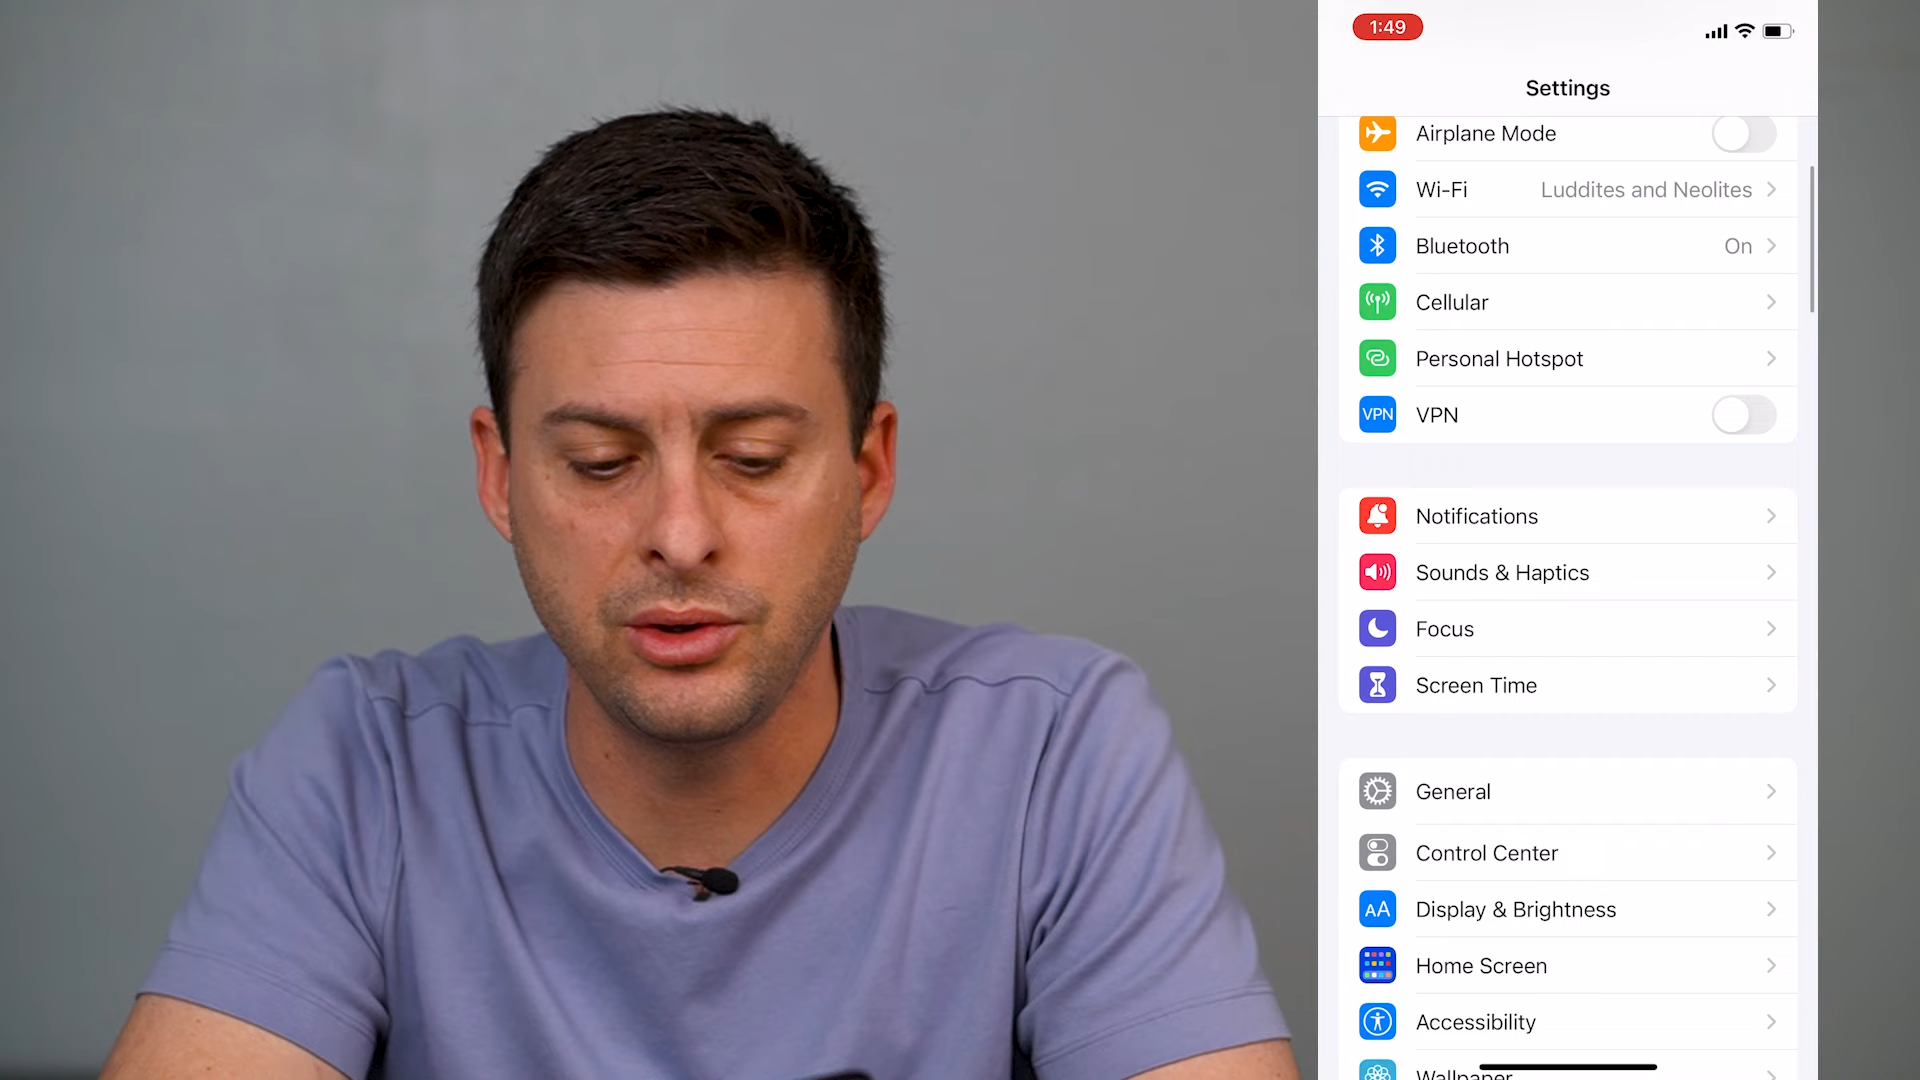 1:49
Settings
Airplane Mode
Wi-Fi Luddites and Neolites
Bluetooth On
Cellular
Personal Hotspot
VPN VPN
Notifications
Sounds & Haptics
Focus
Screen Time
General
Control Center
AA Display & Brightness
Home Screen
Accessibility
Wallpaper